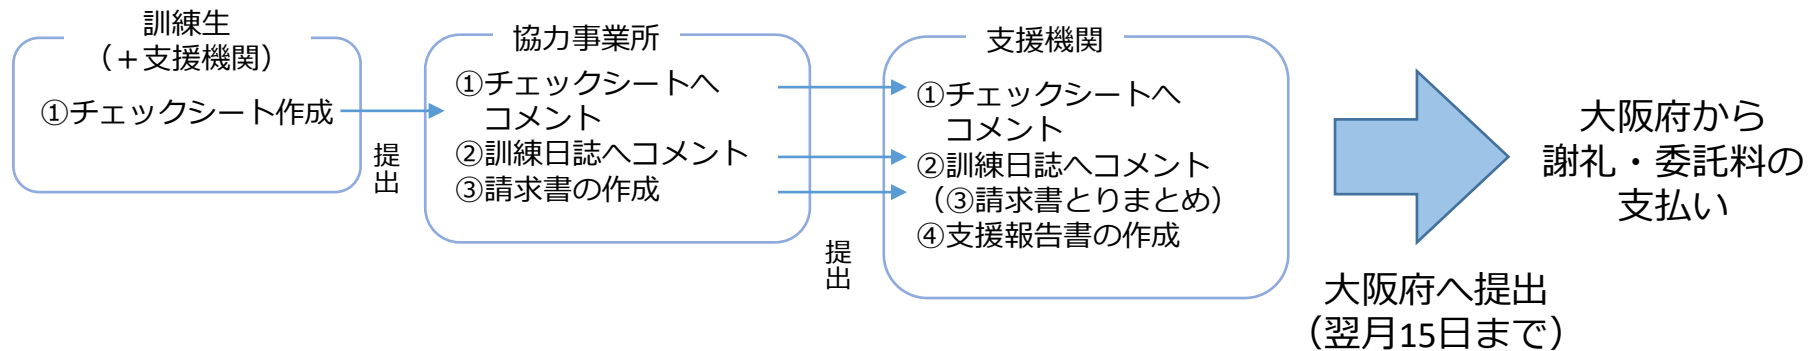 訓練生
（＋支援機関）
①チェックシート作成
提出
協力事業所
①チェックシートへ
コメント
②訓練日誌へコメント
③請求書の作成
提出
支援機関
①チェックシートへ
コメント
②訓練日誌へコメント
（③請求書とりまとめ）
④支援報告書の作成
大阪府へ提出
（翌月15日まで）
大阪府から
謝礼・委託料の
支払い